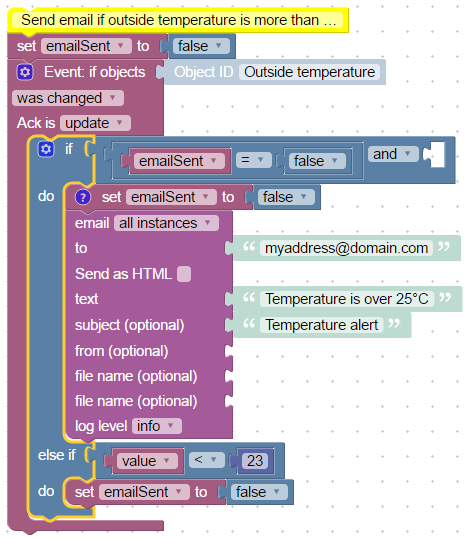 Send email if outside temperature is more than ...
set emailSent to false
Event: if objects Object ID Outside temperature
was changed
Ack is update
if emailSent = false and
do ? set emailSent to false
email all instances
to “ myaddress@domain.com ”
Send as HTML
text “ Temperature is over 25°C ”
subject (optional) “ Temperature alert ”
from (optional)
file name (optional)
file name (optional)
log level info
else if value < 23
do set emailSent to false